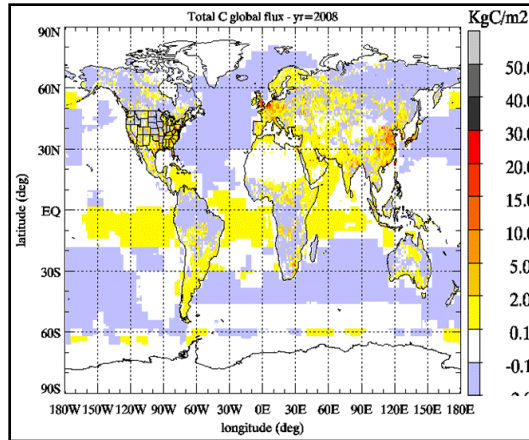 Total C global flux - yr=2008
KgC/m2
90N
60N
30N
EQ
30S
60S
90S
latitude (deg)
50.0
40.0
30.0
20.0
15.0
10.0
5.0
2.0
0.1
-0.1
180W 150W 120W 90W 60W 30W 0E 30E 60E 90E 120E 150E 180E
longitude (deg)